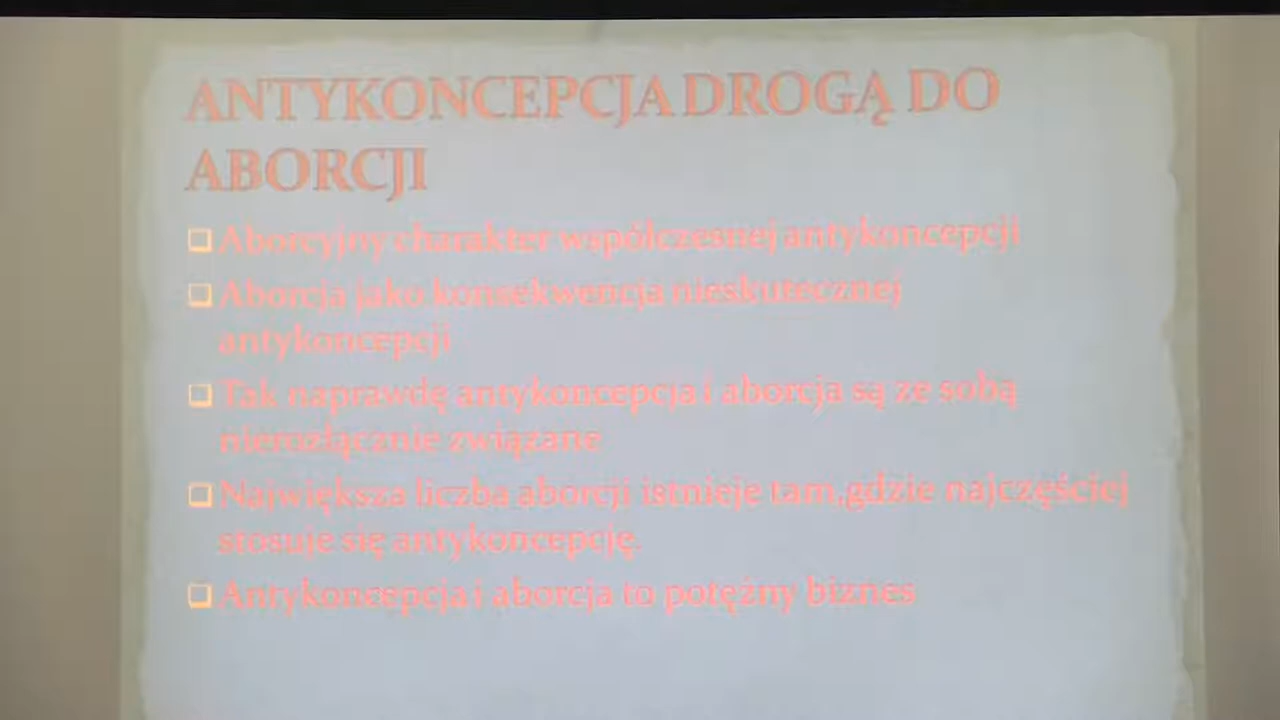 ANTYKONCEPCJA DROGĄ DO
ABORCJI
Aborcyjny charakter współczesnej antykoncepcji
Aborcja jako konsekwencja nieskutecznej
antykoncepcji
Tak naprawdę antykoncepcja i aborcja są ze sobą
nierozłącznie związane
Największa liczba aborcji istnieje tam,gdzie najczęściej
stosuje się antykoncepcję.
Antykoncepcja i aborcja to potężny biznes